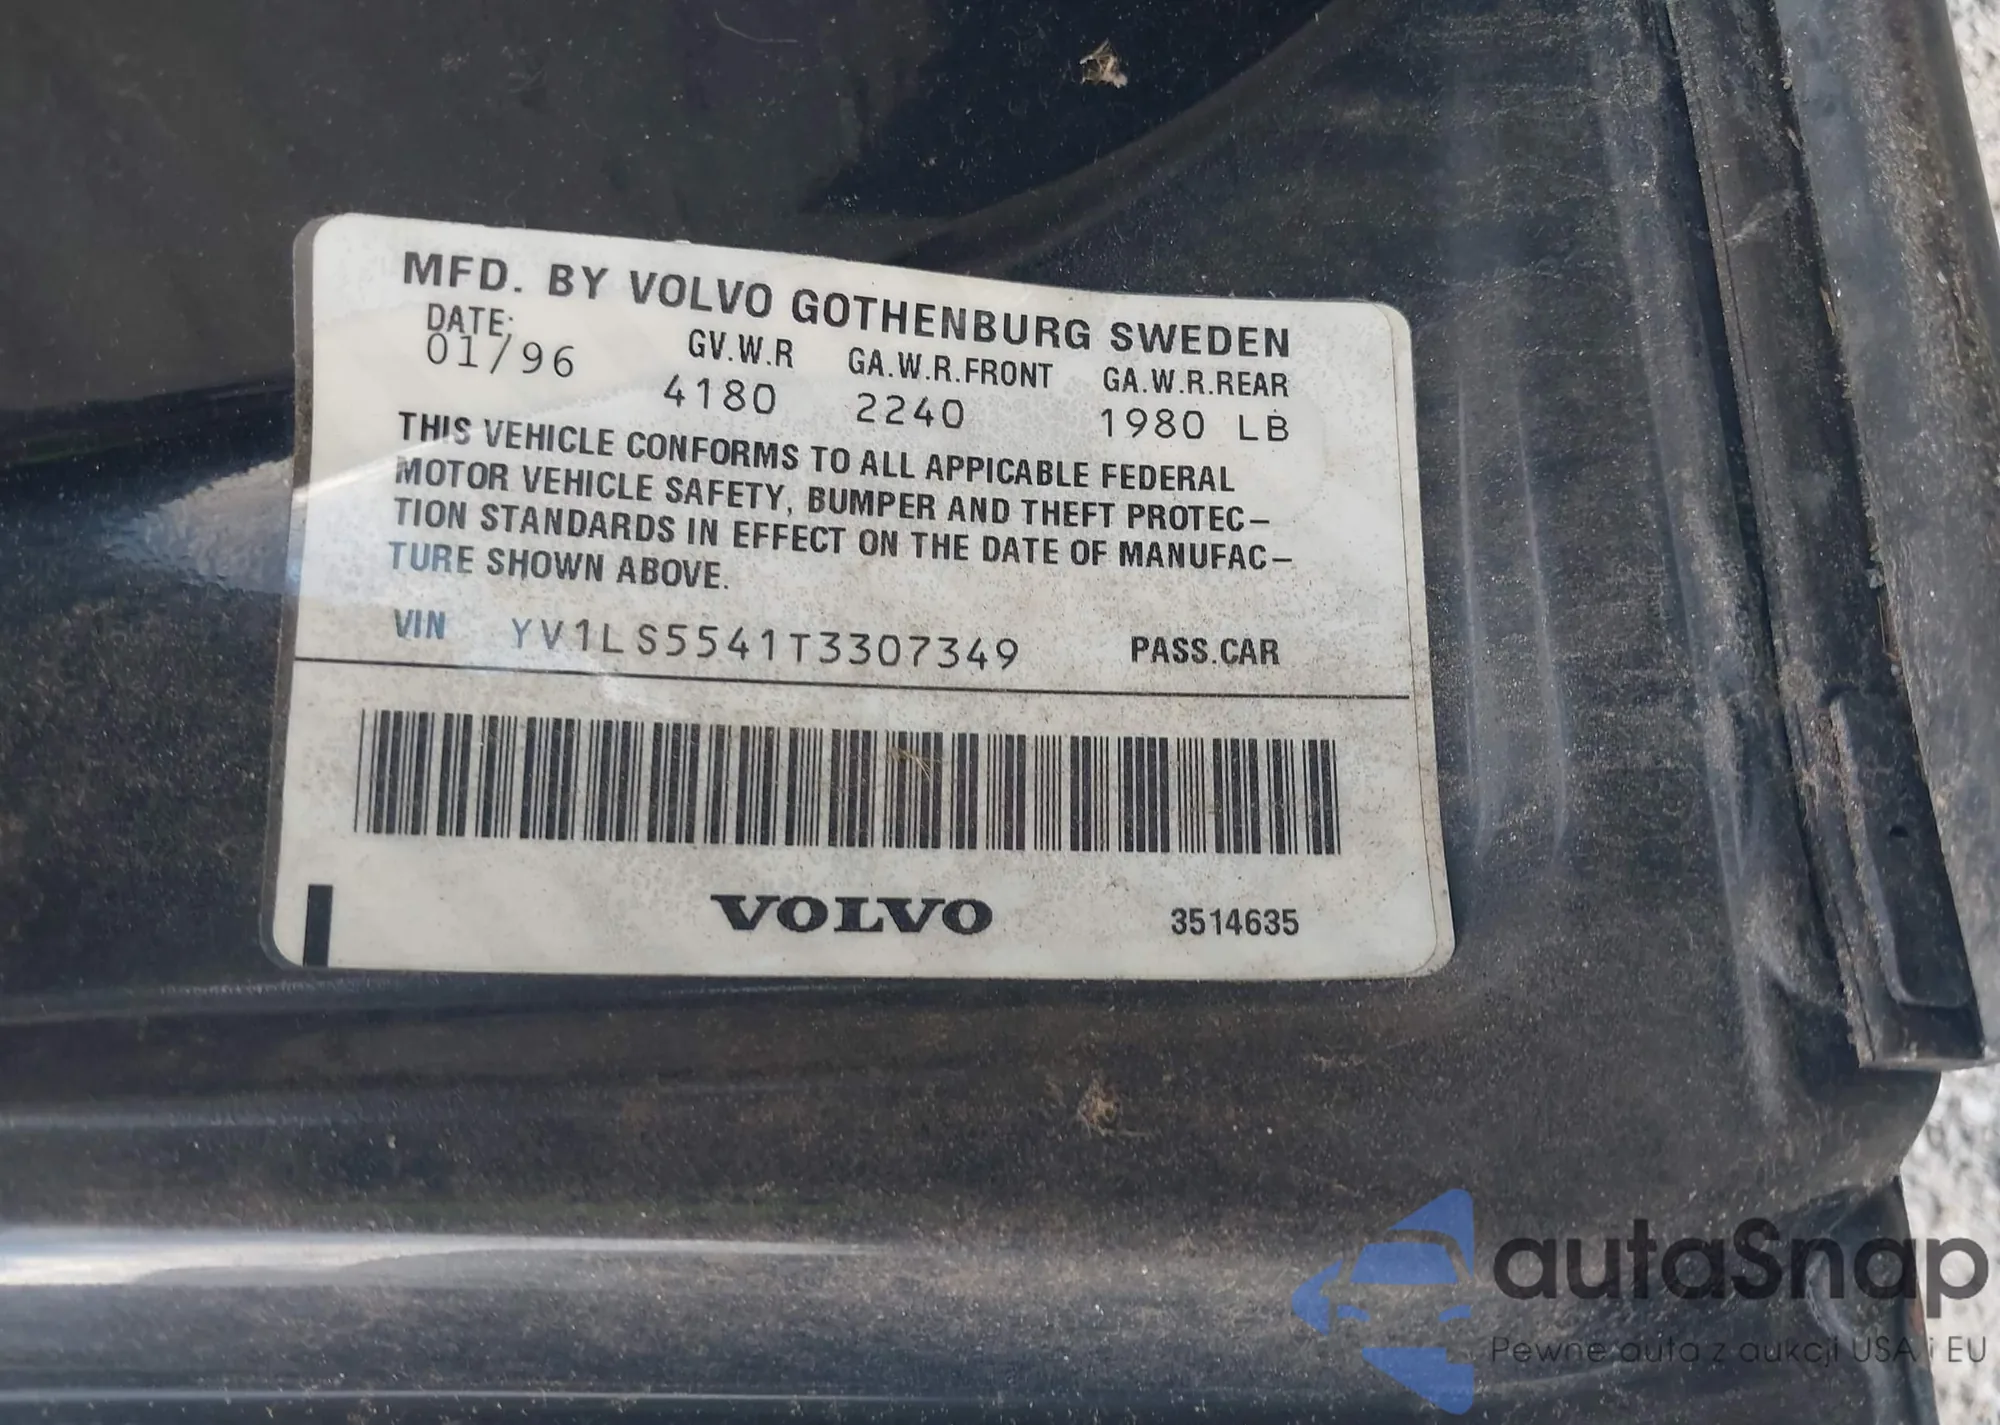 MFD. BY VOLVO GOTHENBURG SWEDEN
DATE: GV.W.R GA.W.R.FRONT GA.W.R.REAR
01/96 4180 2240 1980 LB
THIS VEHICLE CONFORMS TO ALL APPICABLE FEDERAL
MOTOR VEHICLE SAFETY, BUMPER AND THEFT PROTEC-
TION STANDARDS IN EFFECT ON THE DATE OF MANUFAC-
TURE SHOWN ABOVE.
VIN YV1LS5541T3307349 PASS.CAR
VOLVO 3514635
autaSnap
Pewne auta z aukcji USA i EU